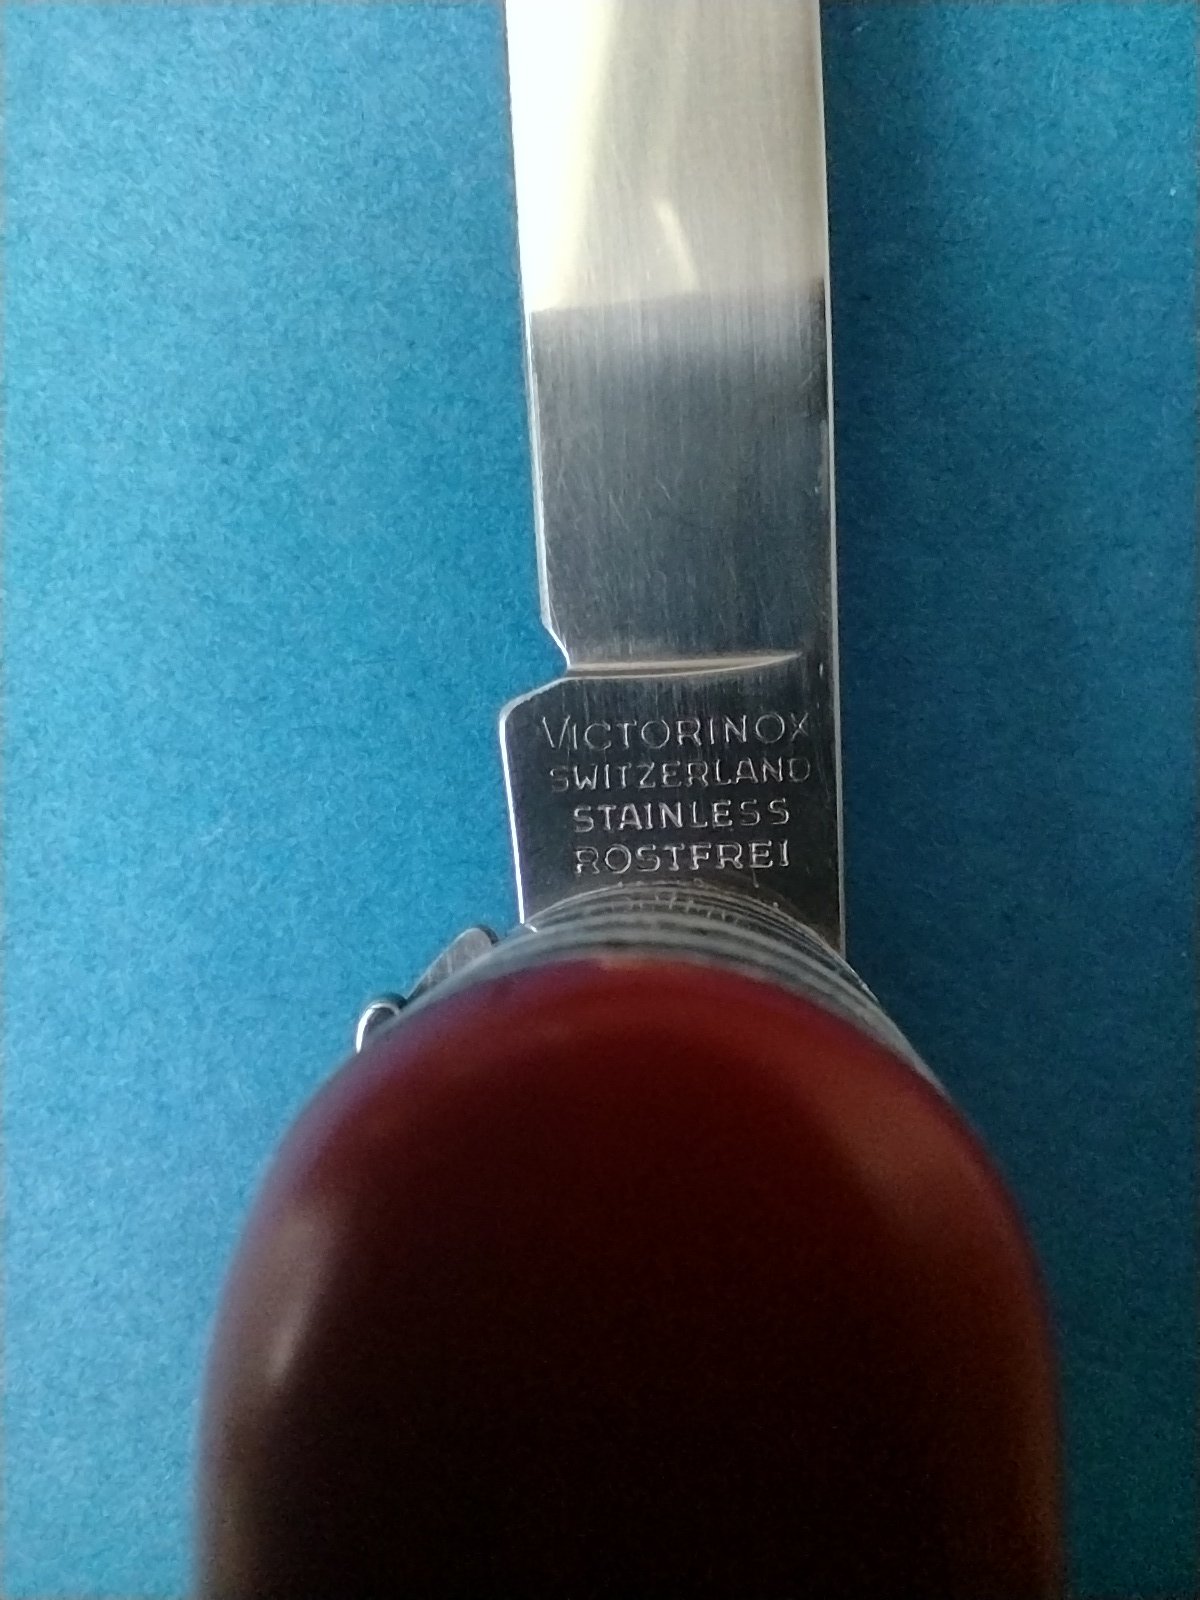 VICTORINOX
SWITZERLAND
STAINLESS
ROSTFREI